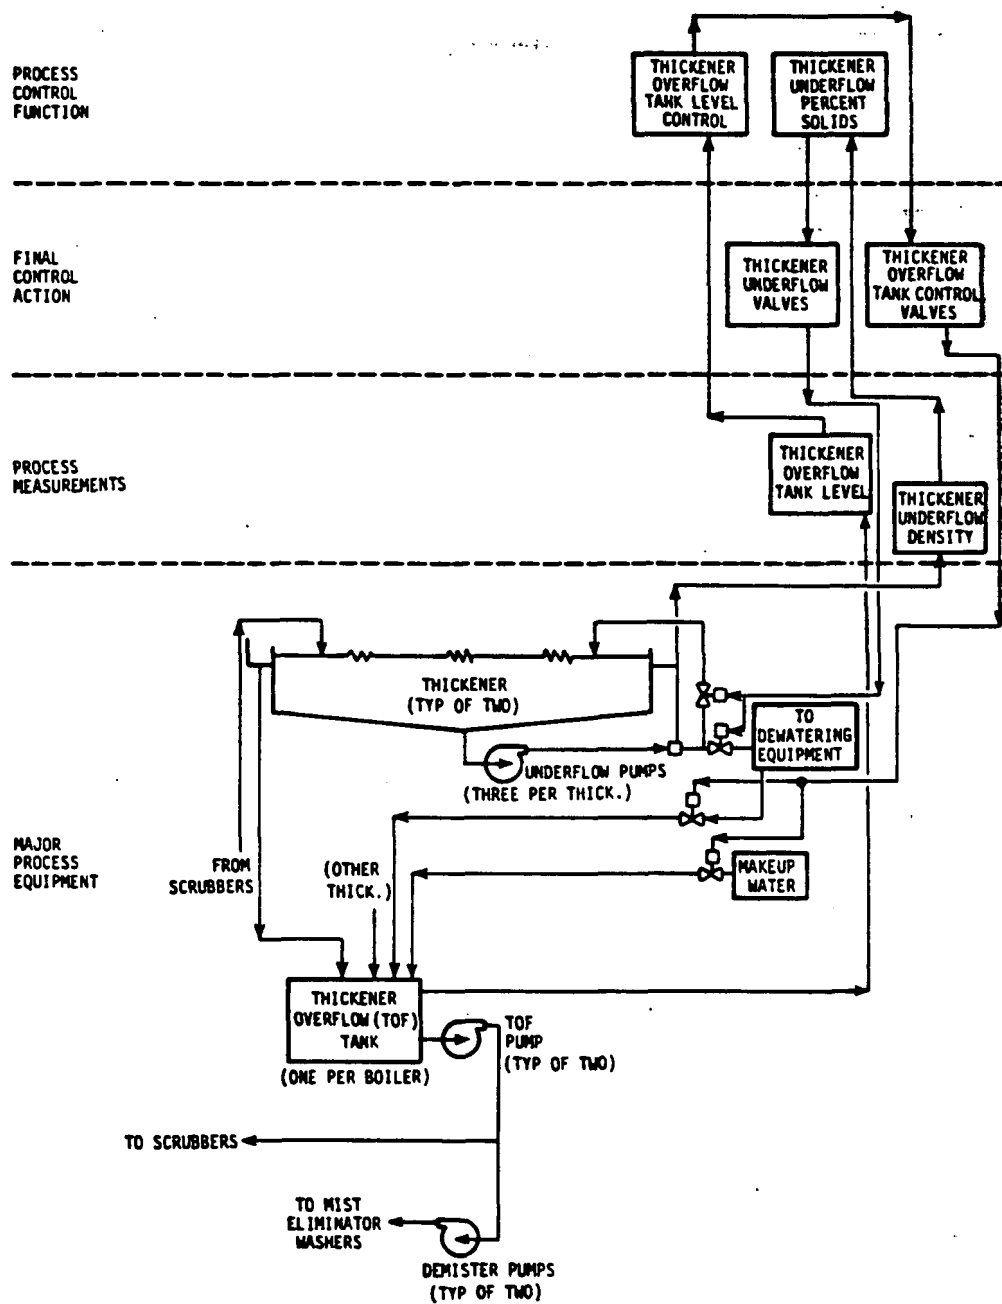 PROCESS
CONTROL
FUNCTION
THICKENER
OVERFLOW
TANK LEVEL
CONTROL
THICKENER
UNDERFLOW
PERCENT
SOLIDS
FINAL
CONTROL
ACTION
THICKENER
UNDERFLOW
VALVES
THICKENER
OVERFLOW
TANK CONTROL
VALVES
PROCESS
MEASUREMENTS
THICKENER
OVERFLOW
TANK LEVEL
THICKENER
UNDERFLOW
DENSITY
THICKENER
(TYP OF TWO)
TO
DEWATERING
EQUIPMENT
UNDERFLOW PUMPS
(THREE PER THICK.)
MAJOR
PROCESS
EQUIPMENT
FROM
SCRUBBERS
(OTHER
THICK.)
MAKEUP
WATER
THICKENER
OVERFLOW (TOF)
TANK
(ONE PER BOILER)
TOF
PUMP
(TYP OF TWO)
TO SCRUBBERS
TO MIST
ELIMINATOR
WASHERS
DEMISTER PUMPS
(TYP OF TWO)